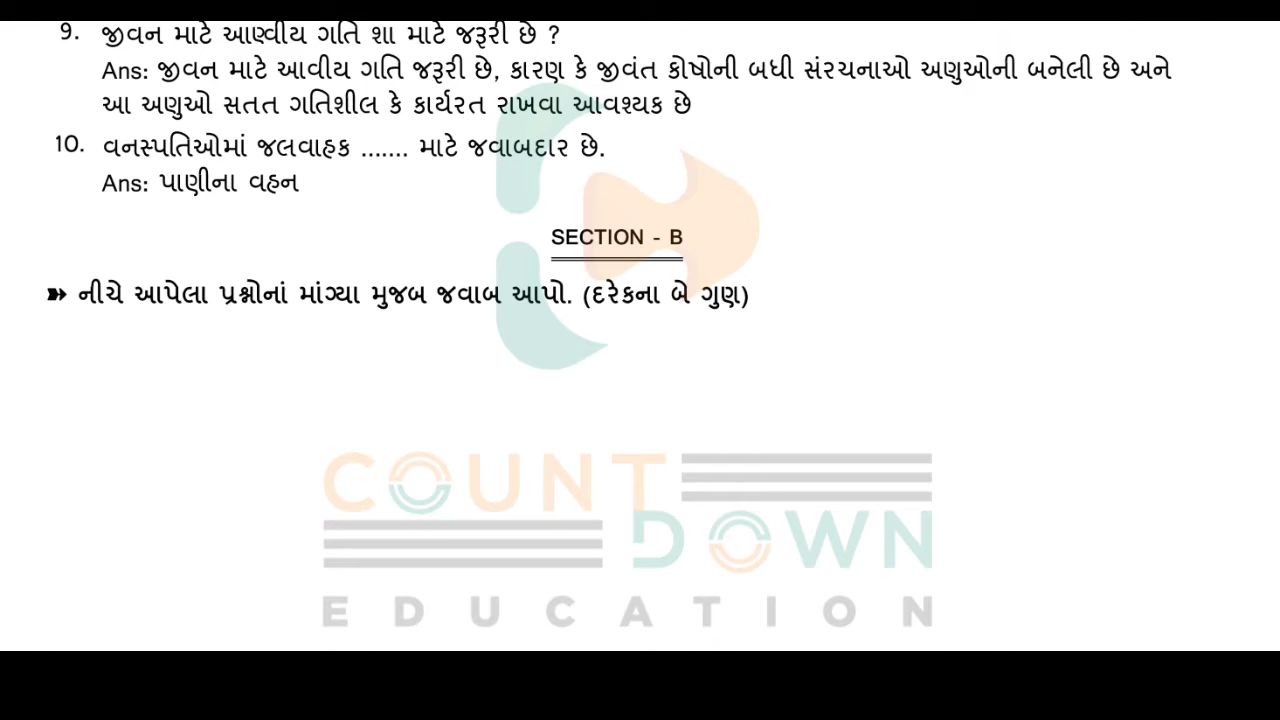 9. જીવન માટે આણ્વીય ગતિ શા માટે જરૂરી છે ?
Ans: જીવન માટે આવીય ગતિ જરૂરી છે, કારણ કે જીવંત કોષોની બધી સંરચનાઓ અણુઓની બનેલી છે અને
આ અણુઓ સતત ગતિશીલ કે કાર્યરત રાખવા આવશ્યક છે
10. વનસ્પતિઓમાં જલવાહક ....... માટે જવાબદાર છે.
Ans: પાણીના વહન
SECTION - B
➽ નીચે આપેલા પ્રશ્નોનાં માંગ્યા મુજબ જવાબ આપો. (દરેકના બે ગુણ)
COUNT
DOWN
EDUCATION